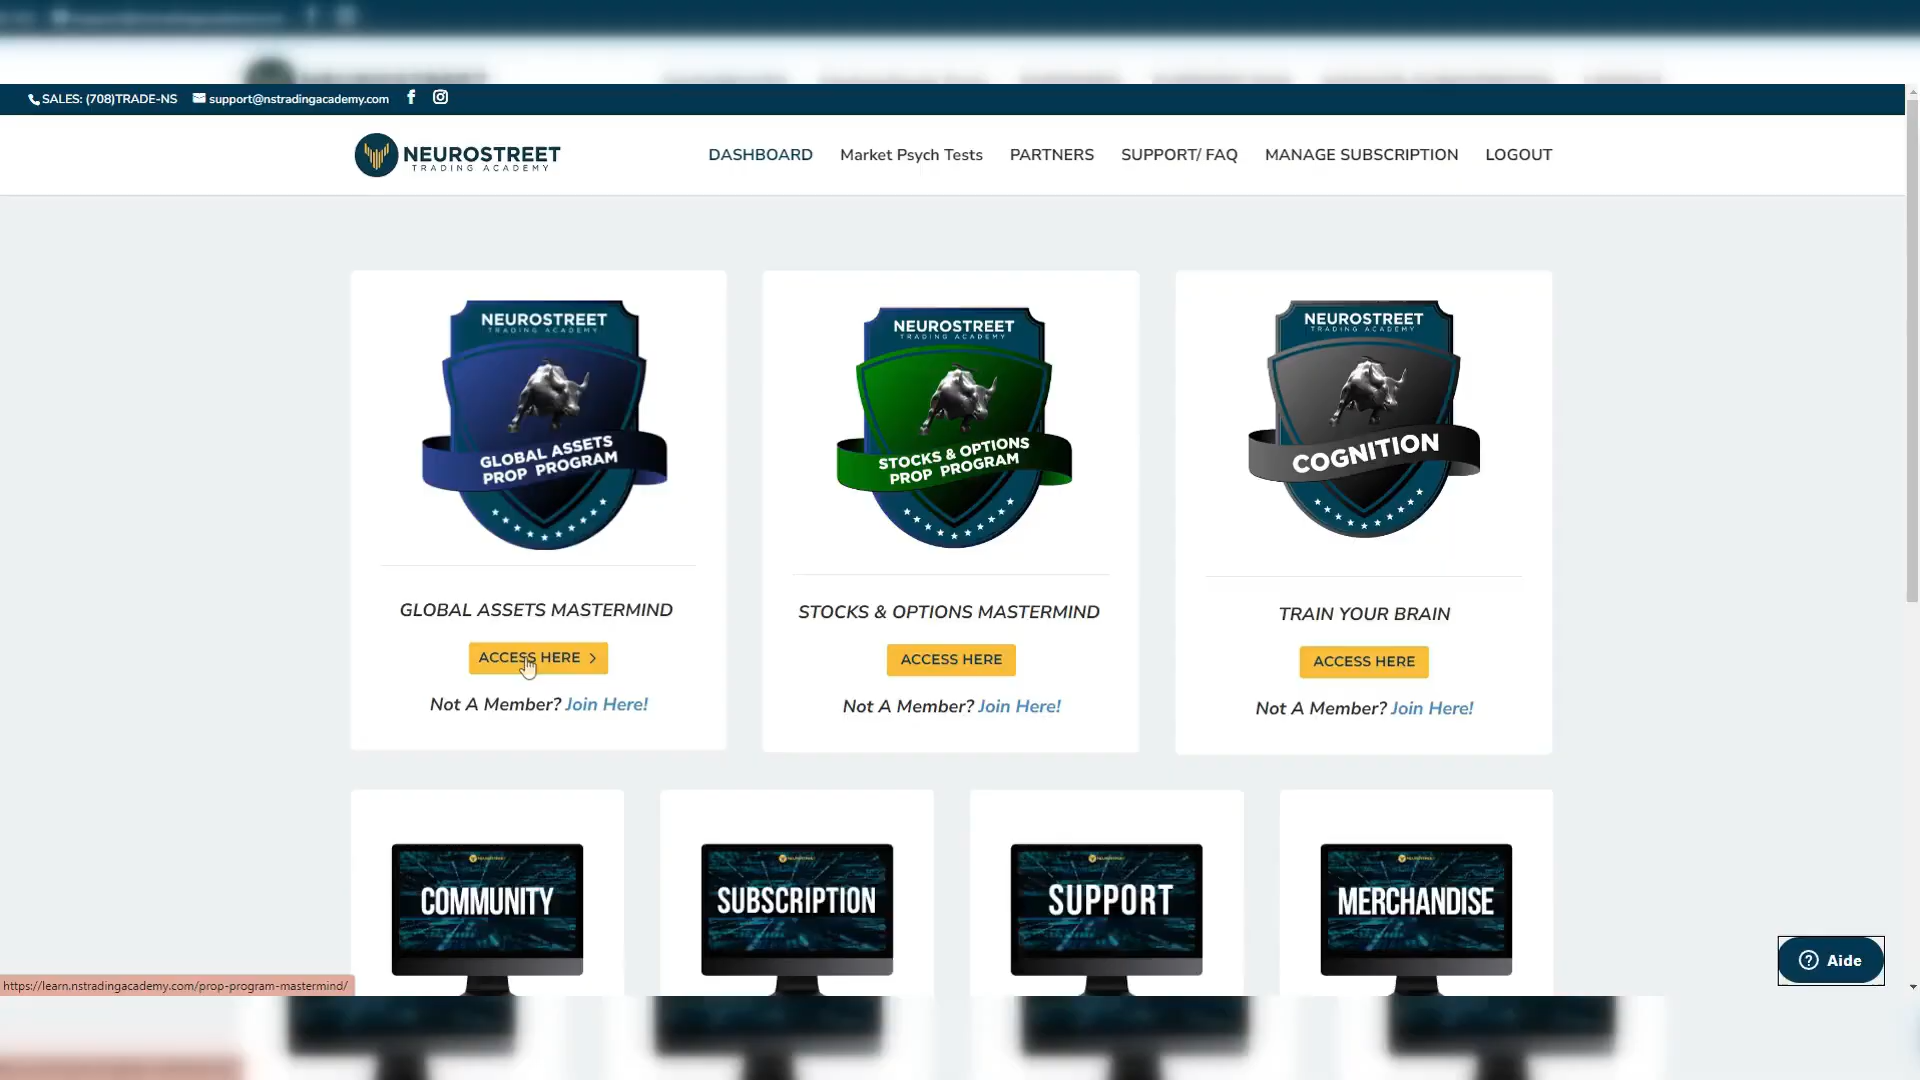 SALES: (708)TRADE-NS support@nstradingacademy.com
NEUROSTREET
TRADING ACADEMY
DASHBOARD Market Psych Tests PARTNERS SUPPORT/ FAQ MANAGE SUBSCRIPTION LOGOUT
NEUROSTREET
TRADING ACADEMY
GLOBAL ASSETS
PROP PROGRAM
GLOBAL ASSETS MASTERMIND
ACCESS HERE
Not A Member? Join Here!
NEUROSTREET
TRADING ACADEMY
STOCKS & OPTIONS
PROP PROGRAM
STOCKS & OPTIONS MASTERMIND
ACCESS HERE
Not A Member? Join Here!
NEUROSTREET
TRADING ACADEMY
COGNITION
TRAIN YOUR BRAIN
ACCESS HERE
Not A Member? Join Here!
COMMUNITY
SUBSCRIPTION
SUPPORT
MERCHANDISE
Aide
https://learn.nstradingacademy.com/prop-program-mastermind/